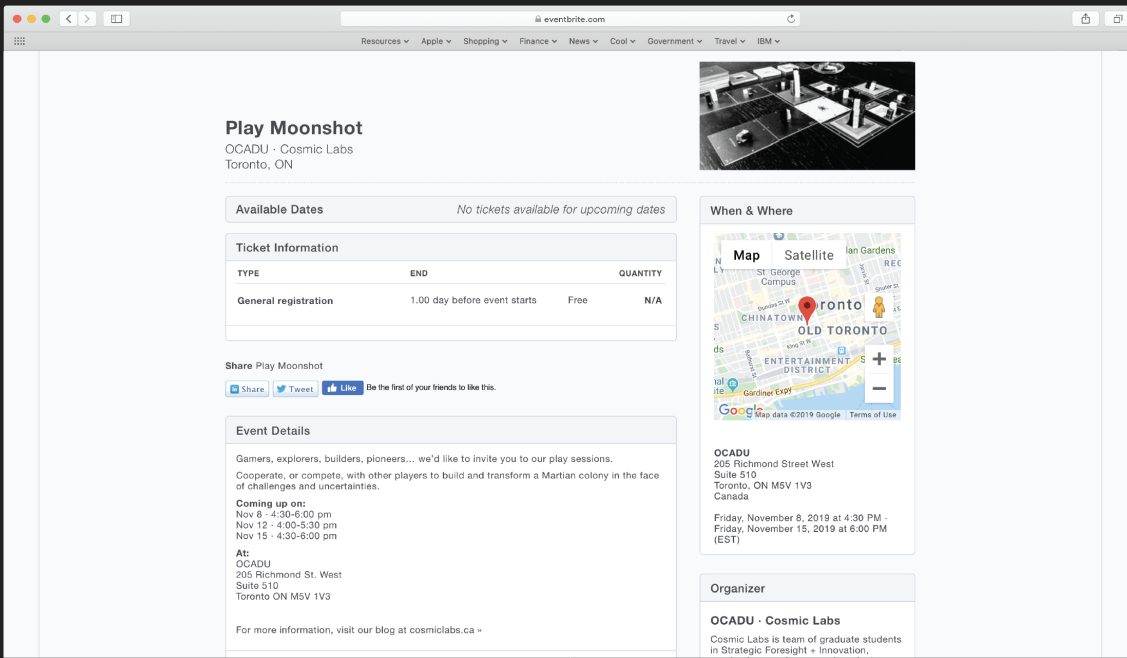 eventbrite.com
Resources Apple Shopping Finance News Cool Government Travel IBM
Play Moonshot
OCADU · Cosmic Labs
Toronto, ON
Available Dates No tickets available for upcoming dates
Ticket Information
TYPE END QUANTITY
General registration 1.00 day before event starts Free N/A
Share Play Moonshot
Share Tweet Like Be the first of your friends to like this.
Event Details
Gamers, explorers, builders, pioneers... we'd like to invite you to our play sessions.
Cooperate, or compete, with other players to build and transform a Martian colony in the face
of challenges and uncertainties.
Coming up on:
Nov 8 · 4:30-6:00 pm
Nov 12 · 4:00-5:30 pm
Nov 15 · 4:30-6:00 pm
At:
OCADU
205 Richmond St. West
Suite 510
Toronto ON M5V 1V3
For more information, visit our blog at cosmiclabs.ca »
When & Where
Map Satellite
lan Gardens
St. George
Campus
Dundas St W
ronto
CHINATOWN
OLD TORONTO
King St W
ENTERTAINMENT
DISTRICT
Bathurst St
Gardiner Expy
Google Map data ©2019 Google Terms of Use
OCADU
205 Richmond Street West
Suite 510
Toronto, ON M5V 1V3
Canada
Friday, November 8, 2019 at 4:30 PM -
Friday, November 15, 2019 at 6:00 PM
(EST)
Organizer
OCADU · Cosmic Labs
Cosmic Labs is team of graduate students
in Strategic Foresight + Innovation,